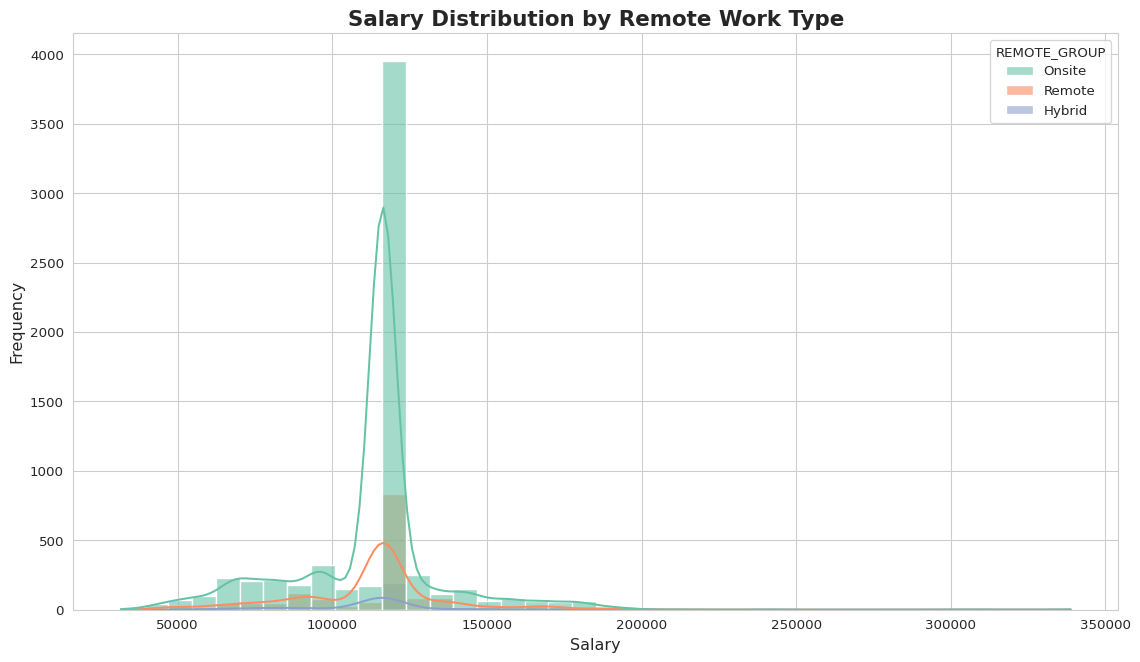 Salary Distribution by Remote Work Type
REMOTE_GROUP
Onsite
Remote
Hybrid
Frequency
4000
3500
3000
2500
2000
1500
1000
500
0
50000 100000 150000 200000 250000 300000 350000
Salary